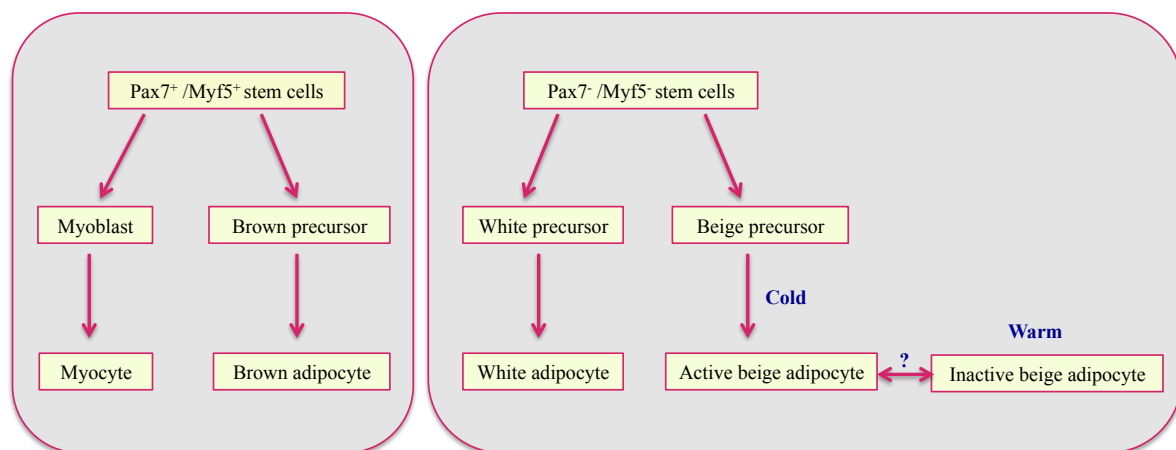 Pax7⁺ /Myf5⁺ stem cells
Myoblast
Brown precursor
Myocyte
Brown adipocyte
Pax7⁻ /Myf5⁻ stem cells
White precursor
Beige precursor
Cold
Warm
White adipocyte
Active beige adipocyte
?
Inactive beige adipocyte